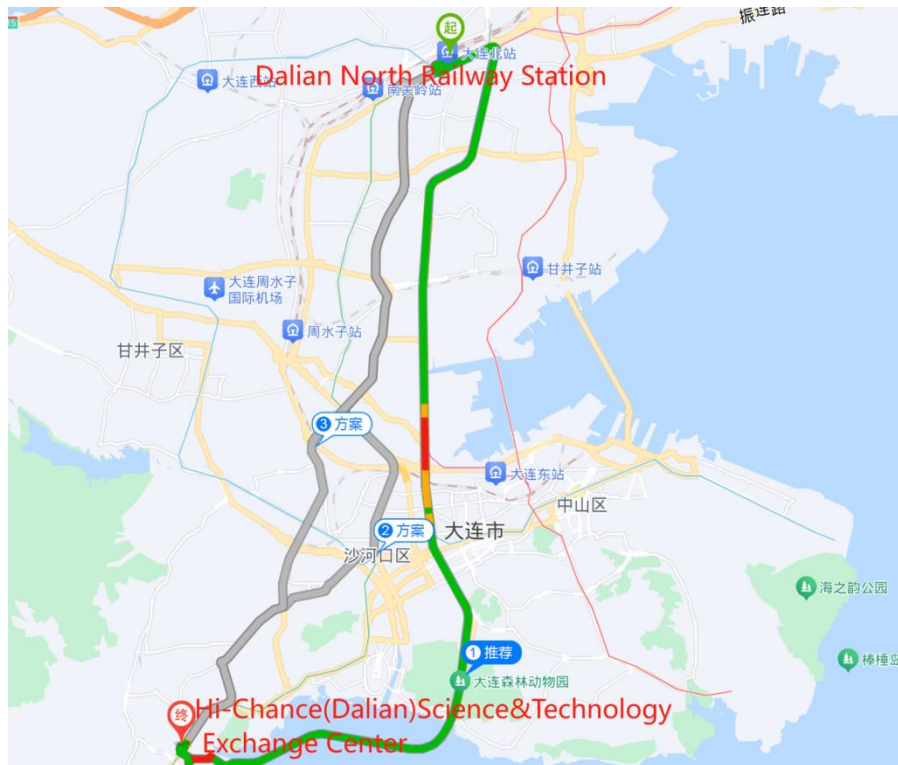 起
振连路
大连北站
Dalian North Railway Station
大连西站
南关岭站
甘井子站
大连周水子
国际机场
周水子站
甘井子区
3 方案
大连东站
中山区
2 方案
大连市
沙河口区
海之韵公园
1 推荐
棒棰岛
大连森林动物园
终
Hi-Chance(Dalian)Science&Technology
Exchange Center